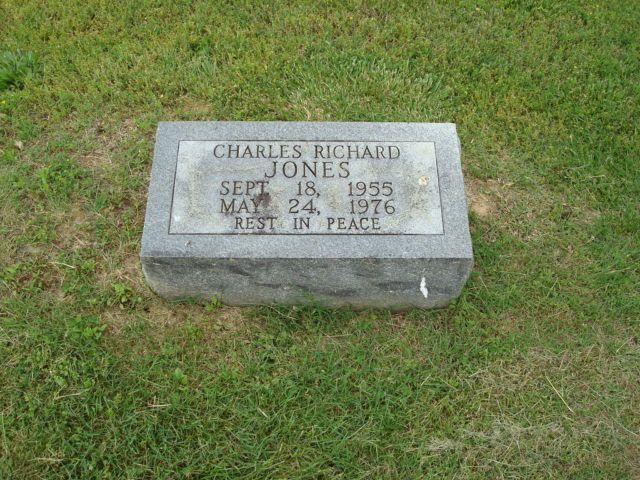 CHARLES RICHARD
JONES
SEPT. 18, 1955
MAY 24, 1976
REST IN PEACE